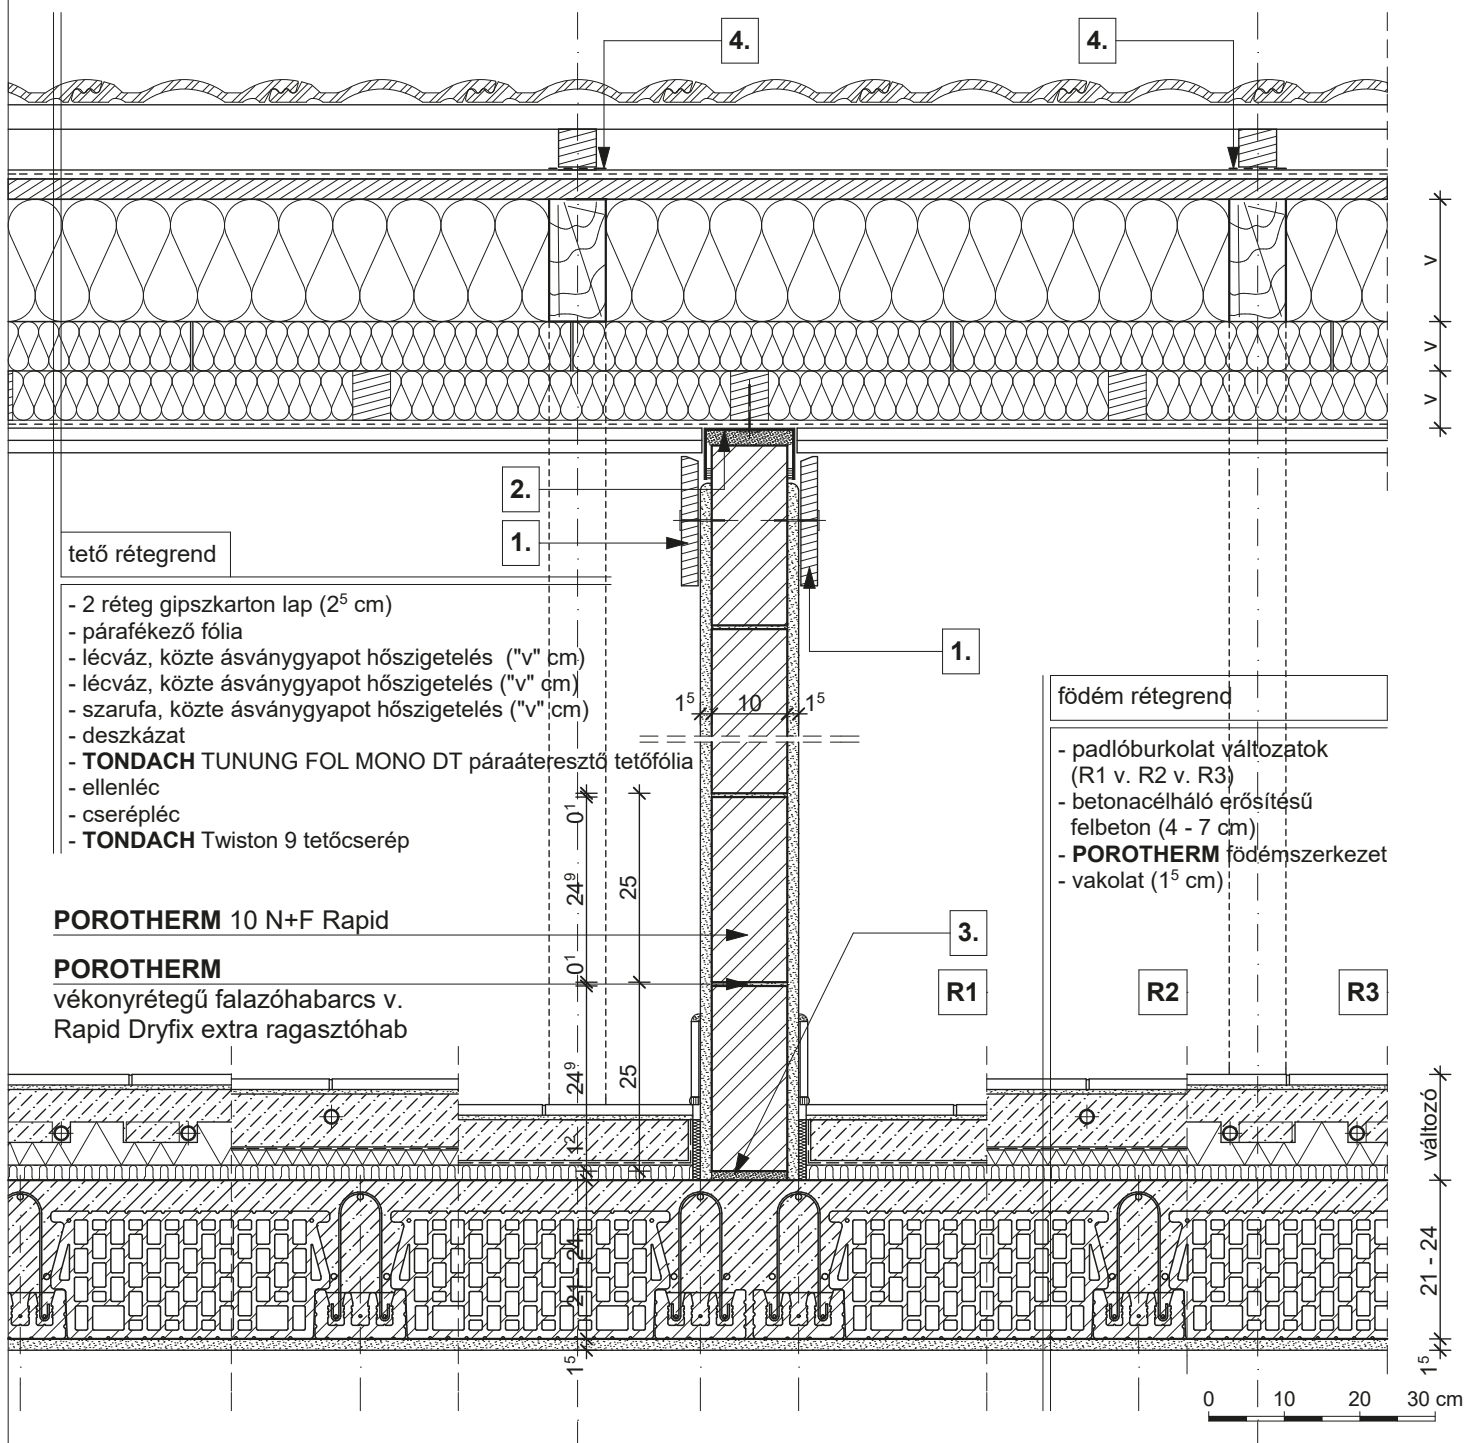 4.
4.
v
v
v
2.
1.
1.
tető rétegrend
- 2 réteg gipszkarton lap (2⁵ cm)
- párafékező fólia
- lécváz, közte ásványgyapot hőszigetelés ("v" cm)
- lécváz, közte ásványgyapot hőszigetelés ("v" cm)
- szarufa, közte ásványgyapot hőszigetelés ("v" cm)
- deszkázat
- TONDACH TUNUNG FOL MONO DT páraáteresztő tetőfólia
- ellenléc
- cserépléc
- TONDACH Twiston 9 tetőcserép
1⁵ 10 1⁵
födém rétegrend
- padlóburkolat változatok
(R1 v. R2 v. R3)
- betonacélháló erősítésű
felbeton (4 - 7 cm)
- POROTHERM födémszerkezet
- vakolat (1⁵ cm)
0¹
24⁹
25
0¹
24⁹
25
1²
21 - 24
1⁵
POROTHERM 10 N+F Rapid
POROTHERM
vékonyrétegű falazóhabarcs v.
Rapid Dryfix extra ragasztóhab
3.
R1
R2
R3
változó
21 - 24
1⁵
0 10 20 30 cm